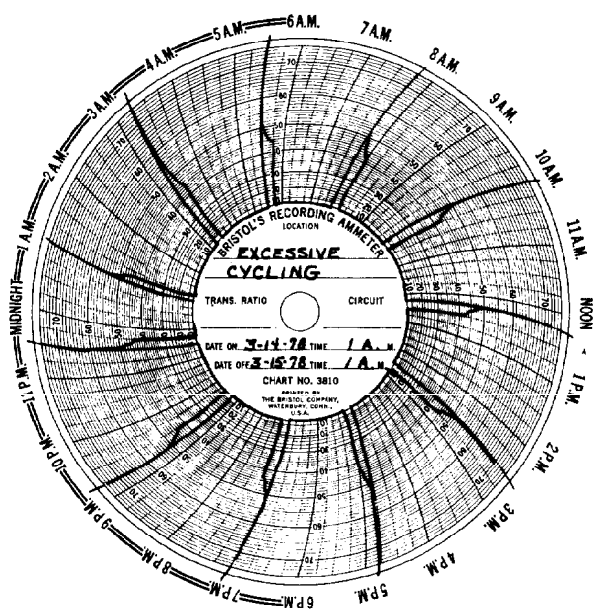 6 A.M.
7 A.M.
8 A.M.
9 A.M.
10 A.M.
11 A.M.
NOON
1 P.M.
2 P.M.
3 P.M.
4 P.M.
5 P.M.
6 P.M.
7 P.M.
8 P.M.
9 P.M.
10 P.M.
11 P.M.
MIDNIGHT
1 A.M.
2 A.M.
3 A.M.
4 A.M.
5 A.M.
BRISTOL'S RECORDING AMMETER
LOCATION
EXCESSIVE
CYCLING
TRANS. RATIO CIRCUIT
DATE ON 3-14-78 TIME 1 A. M.
DATE OFF 3-15-78 TIME 1 A. M.
CHART NO. 3810
PRINTED BY
THE BRISTOL COMPANY,
WATERBURY, CONN.,
U.S.A.